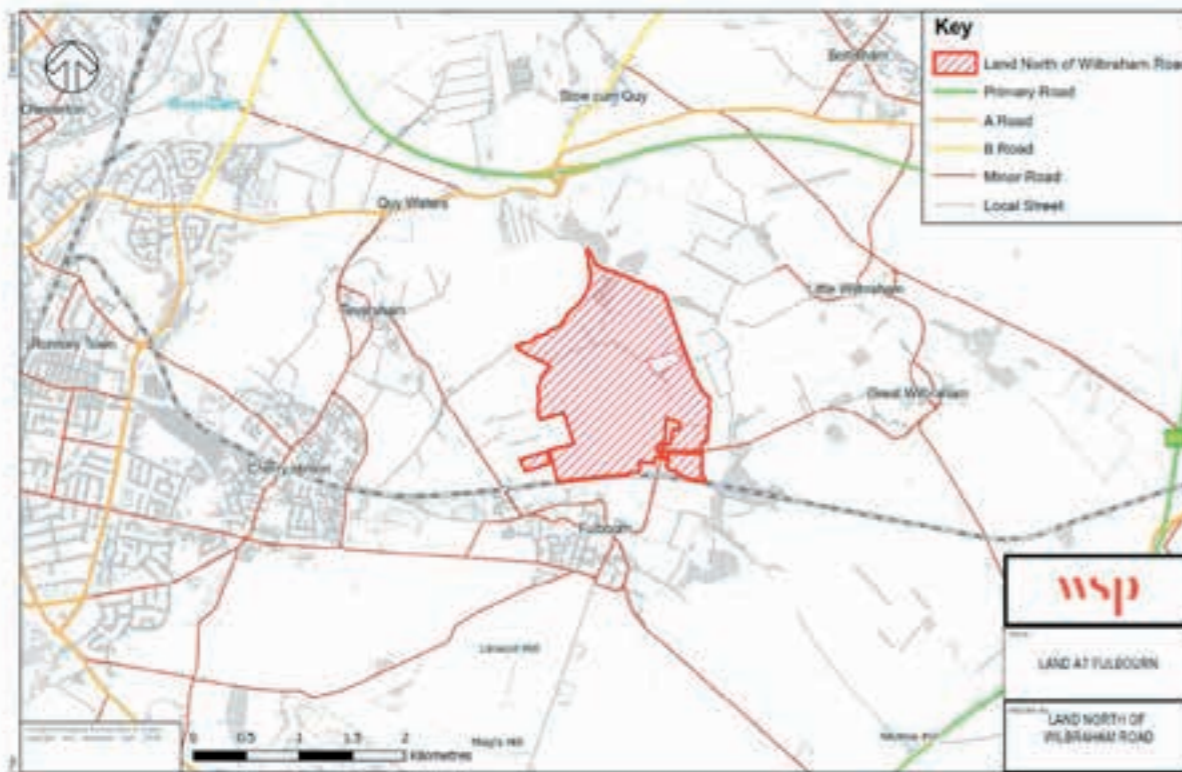 Key
Land North of Wilbraham Road
Primary Road
A Road
B Road
Minor Road
Local Street
Bottisham
Chesterton
Stow cum Quy
Quy Waters
Teversham
Little Wilbraham
Romsey Town
Great Wilbraham
Cherry Hinton
Fulbourn
wsp
LAND AT FULBOURN
LAND NORTH OF
WILBRAHAM ROAD
0 0.5 1 1.5 2
Kilometres
Mag's Hill